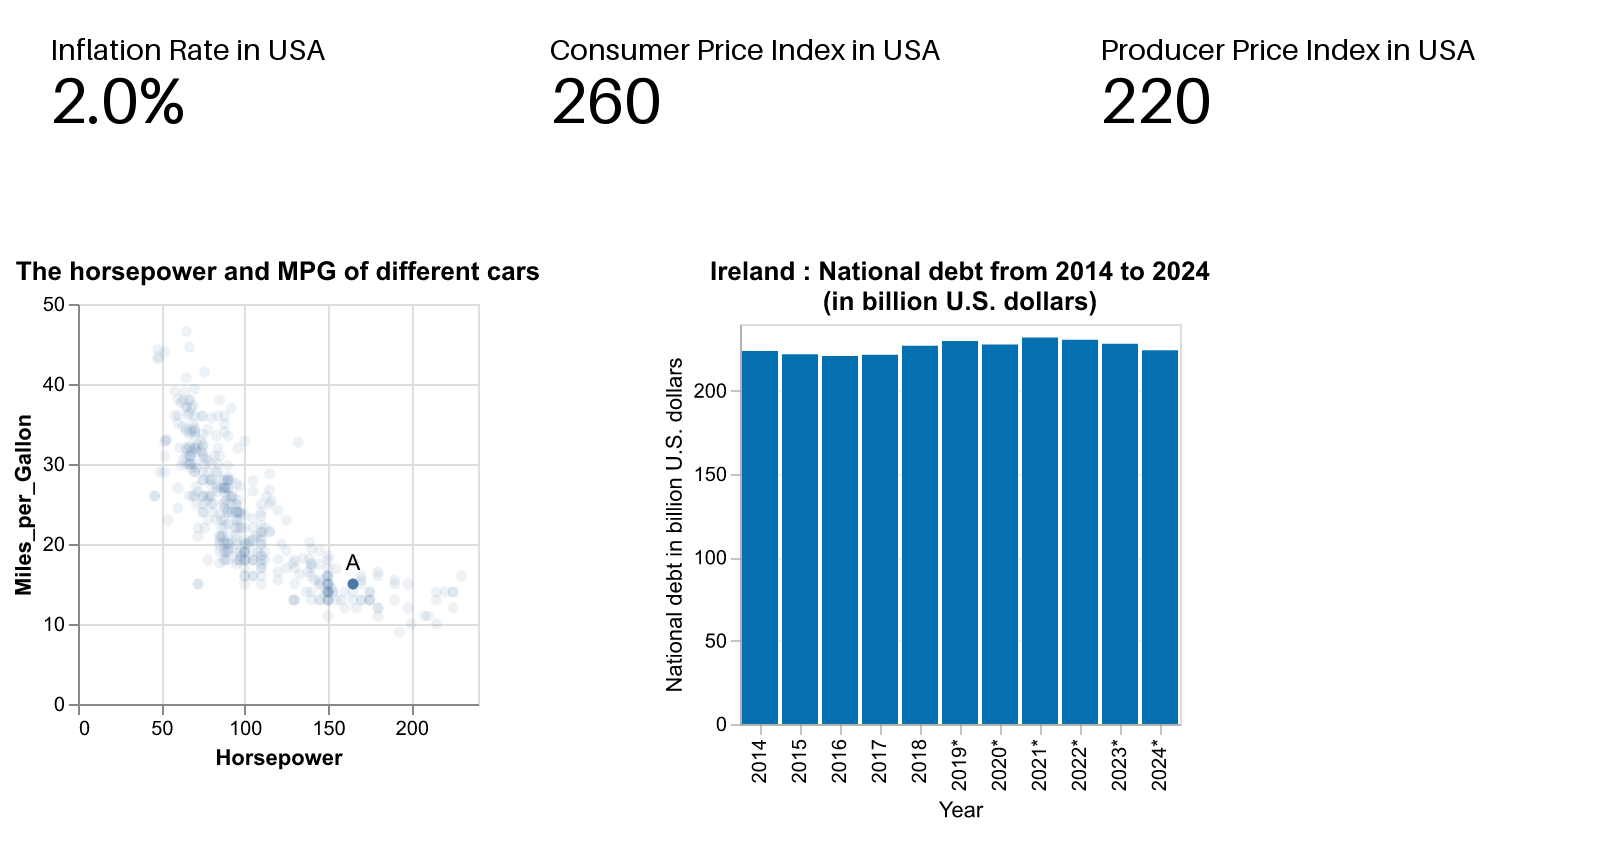 Inflation Rate in USA
2.0%
Consumer Price Index in USA
260
Producer Price Index in USA
220
The horsepower and MPG of different cars
50
40
30
20
10
0
Miles_per_Gallon
A
0 50 100 150 200
Horsepower
Ireland : National debt from 2014 to 2024
(in billion U.S. dollars)
National debt in billion U.S. dollars
200
150
100
50
0
2014 2015 2016 2017 2018 2019* 2020* 2021* 2022* 2023* 2024*
Year